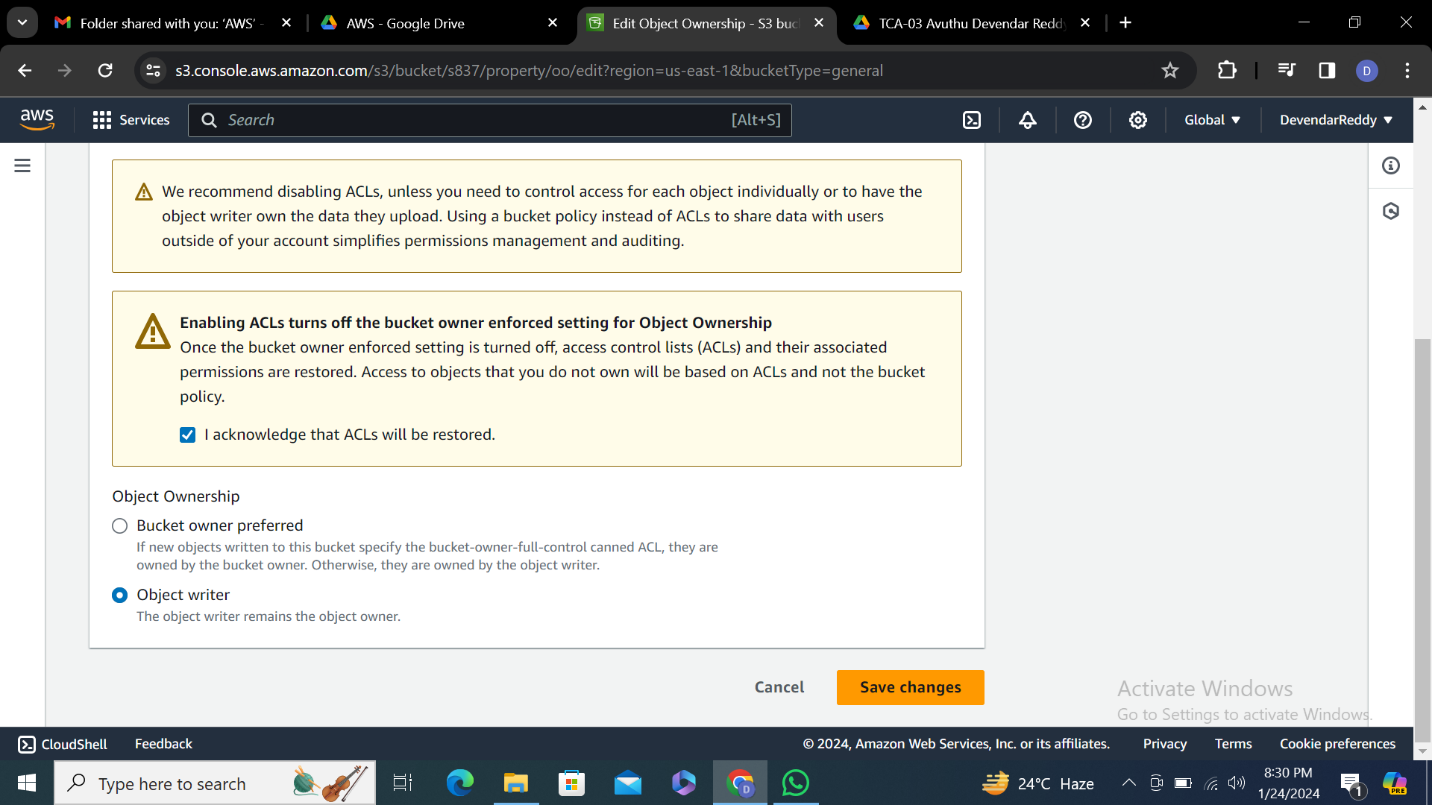 Folder shared with you: 'AWS' -
AWS - Google Drive
Edit Object Ownership - S3 buc
TCA-03 Avuthu Devendar Reddy
s3.console.aws.amazon.com/s3/bucket/s837/property/oo/edit?region=us-east-1&bucketType=general
D
aws
Services
Search
[Alt+S]
Global
DevendarReddy
We recommend disabling ACLs, unless you need to control access for each object individually or to have the
object writer own the data they upload. Using a bucket policy instead of ACLs to share data with users
outside of your account simplifies permissions management and auditing.
Enabling ACLs turns off the bucket owner enforced setting for Object Ownership
Once the bucket owner enforced setting is turned off, access control lists (ACLs) and their associated
permissions are restored. Access to objects that you do not own will be based on ACLs and not the bucket
policy.
I acknowledge that ACLs will be restored.
Object Ownership
Bucket owner preferred
If new objects written to this bucket specify the bucket-owner-full-control canned ACL, they are
owned by the bucket owner. Otherwise, they are owned by the object writer.
Object writer
The object writer remains the object owner.
Cancel
Save changes
Activate Windows
Go to Settings to activate Windows.
CloudShell
Feedback
© 2024, Amazon Web Services, Inc. or its affiliates.
Privacy
Terms
Cookie preferences
Type here to search
D
24°C Haze
8:30 PM
1/24/2024
1
PRE